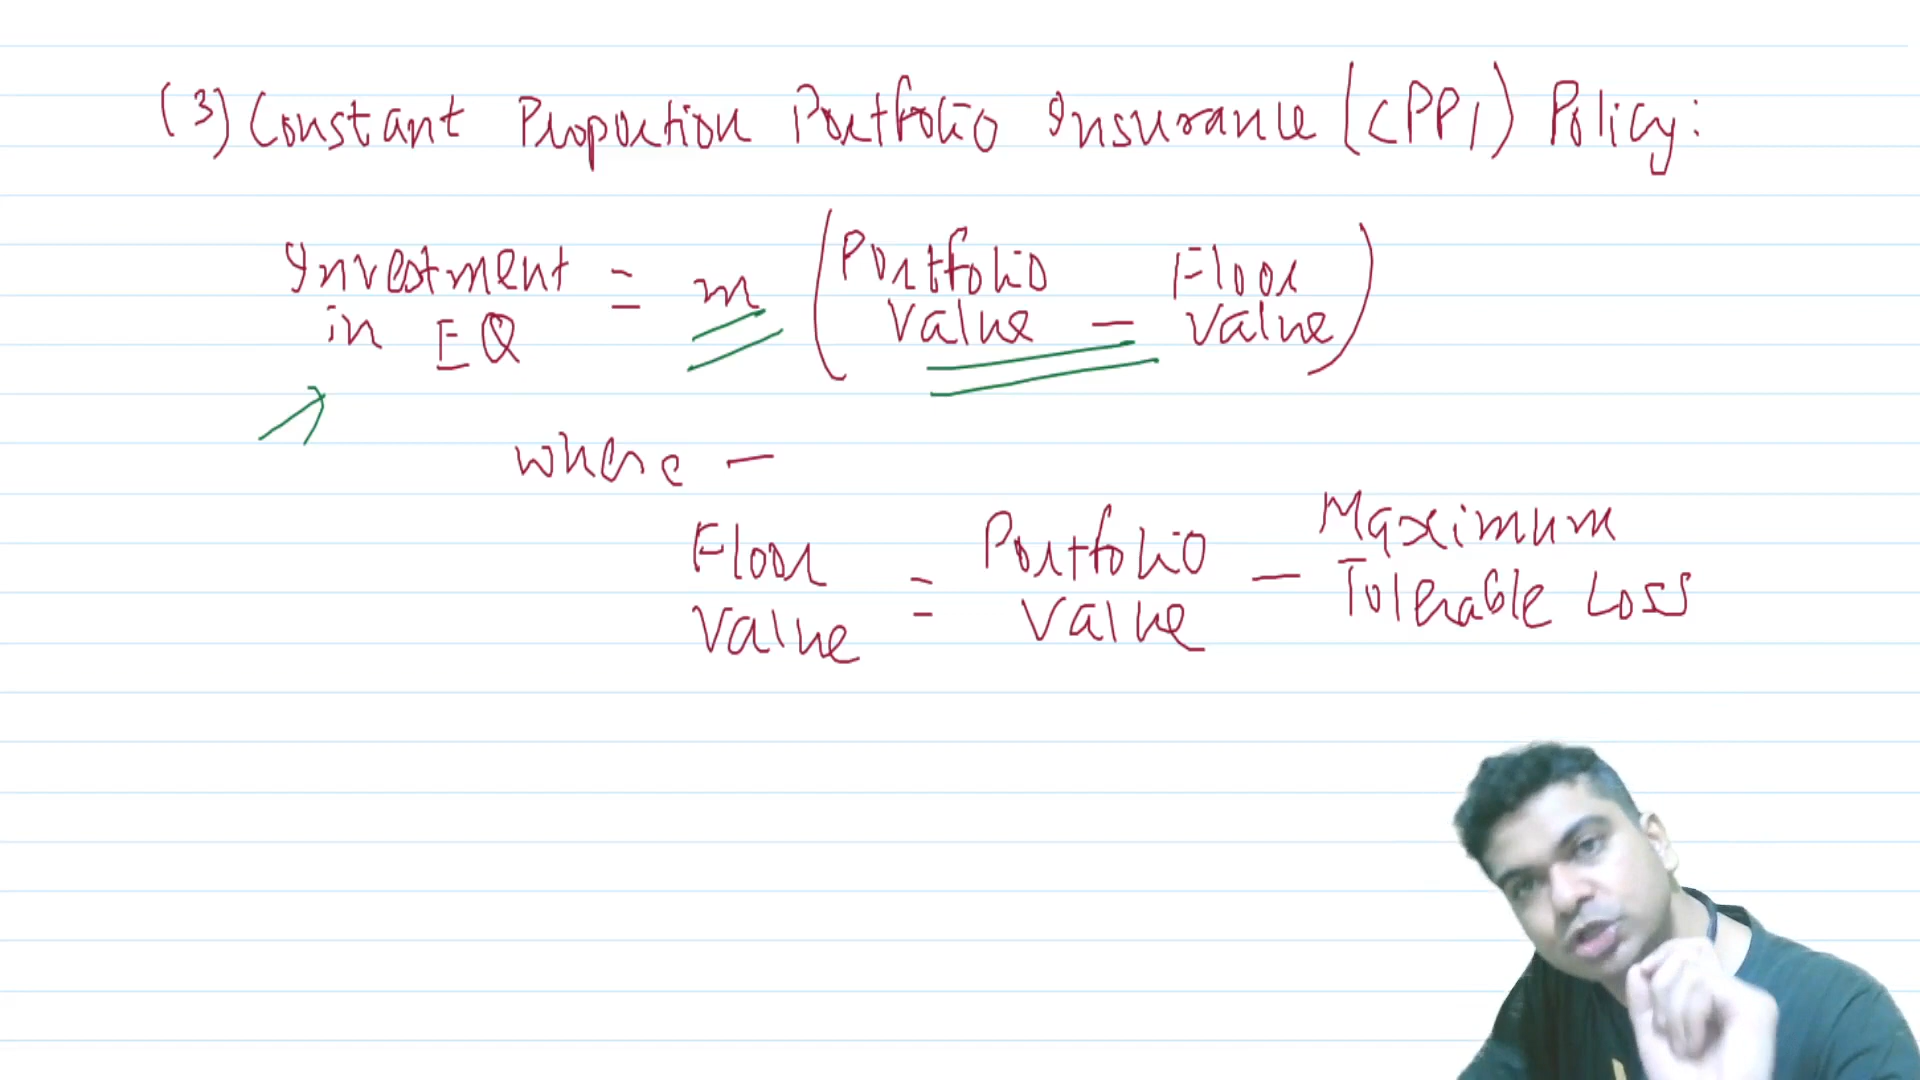 (3) Constant Proportion Portfolio Insurance (CPPI) Policy:
Investment in EQ = m (Portfolio Value - Floor Value)
where -
Floor Value = Portfolio Value - Maximum Tolerable Loss